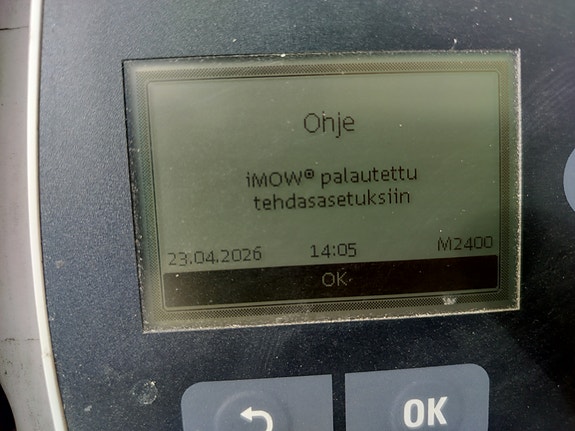 Ohje
iMOW® palautettu
tehdasasetuksiin
23.04.2026 14:05 M2400
OK
OK